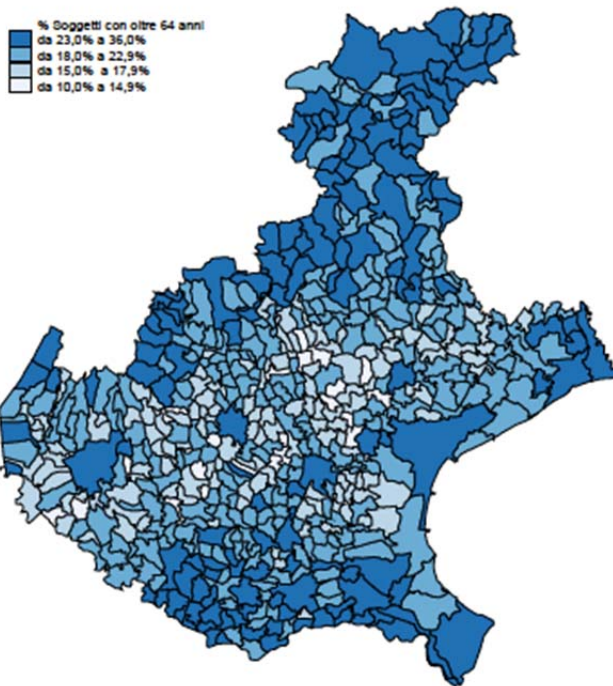 % Soggetti con oltre 64 anni
da 23,0% a 36,0%
da 18,0% a 22,9%
da 15,0% a 17,9%
da 10,0% a 14,9%